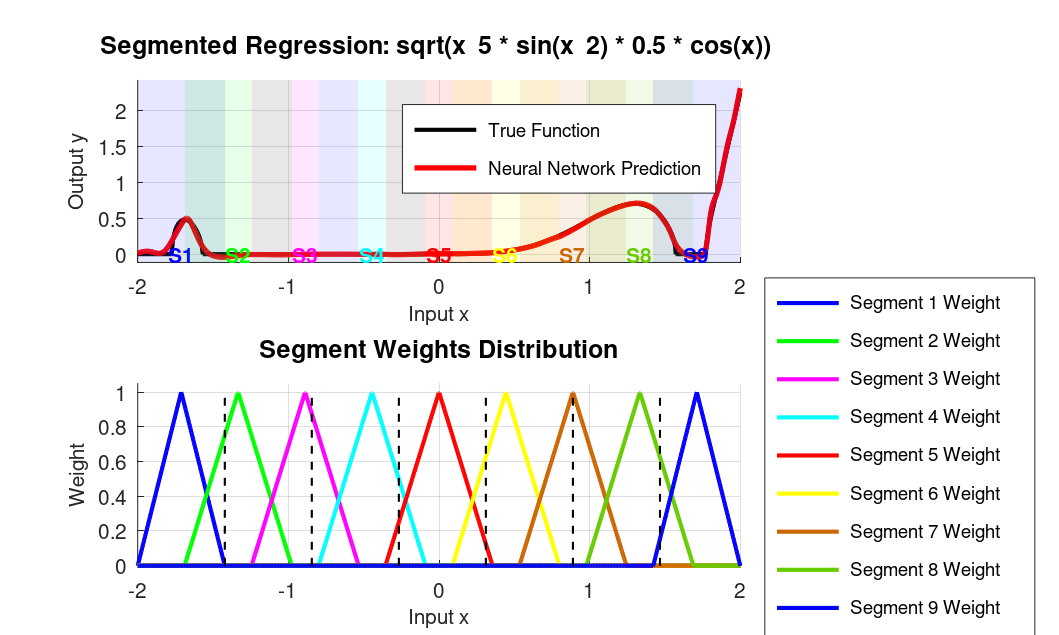 Segmented Regression: sqrt(x 5 * sin(x 2) * 0.5 * cos(x))
Output y
2
1.5
1
0.5
0
True Function
Neural Network Prediction
S1 S2 S3 S4 S5 S6 S7 S8 S9
-2 -1 0 1 2
Input x
Segment Weights Distribution
Weight
1
0.8
0.6
0.4
0.2
0
-2 -1 0 1 2
Input x
Segment 1 Weight
Segment 2 Weight
Segment 3 Weight
Segment 4 Weight
Segment 5 Weight
Segment 6 Weight
Segment 7 Weight
Segment 8 Weight
Segment 9 Weight